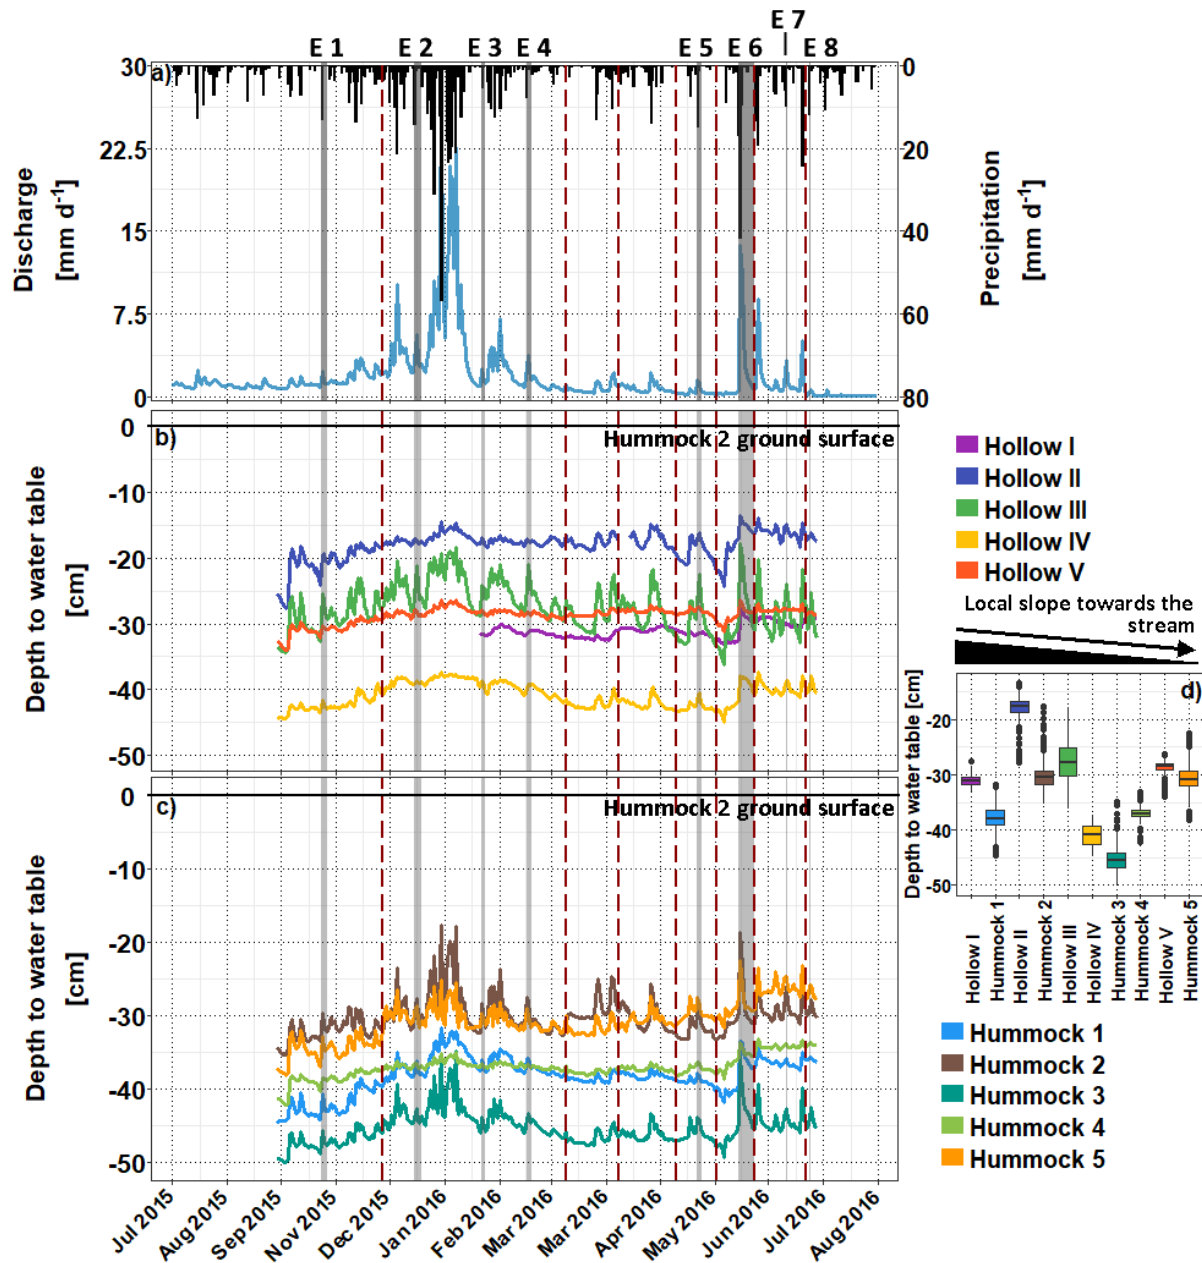 E 7
E 1
E 2
E 3
E 4
E 5
E 6
E 8
a)
30
22.5
15
7.5
0
Discharge
[mm d-1]
0
20
40
60
80
Precipitation
[mm d-1]
b)
Hummock 2 ground surface
0
-10
-20
-30
-40
-50
Depth to water table
[cm]
Hollow I
Hollow II
Hollow III
Hollow IV
Hollow V
Local slope towards the
stream
d)
Depth to water table [cm]
-20
-30
-40
-50
Hollow I
Hummock 1
Hollow II
Hummock 2
Hollow III
Hollow IV
Hummock 3
Hummock 4
Hollow V
Hummock 5
c)
Hummock 2 ground surface
0
-10
-20
-30
-40
-50
Depth to water table
[cm]
Hummock 1
Hummock 2
Hummock 3
Hummock 4
Hummock 5
Jul 2015
Aug 2015
Sep 2015
Nov 2015
Dec 2015
Jan 2016
Feb 2016
Mar 2016
Mar 2016
Apr 2016
May 2016
Jun 2016
Jul 2016
Aug 2016